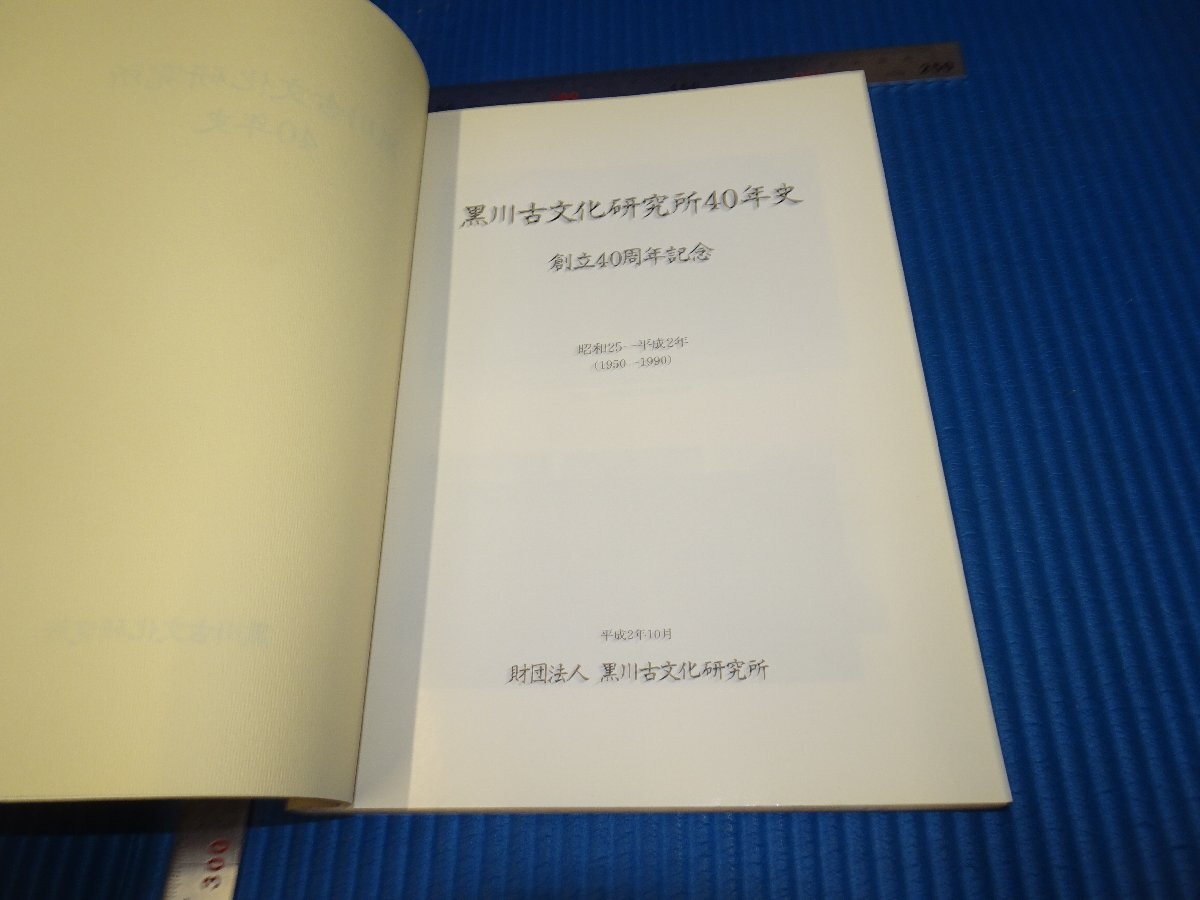 黒川古文化研究所40年史
創立40周年記念
昭和25-平成2年
(1950 -1990)
平成2年10月
財団法人 黒川古文化研究所
300